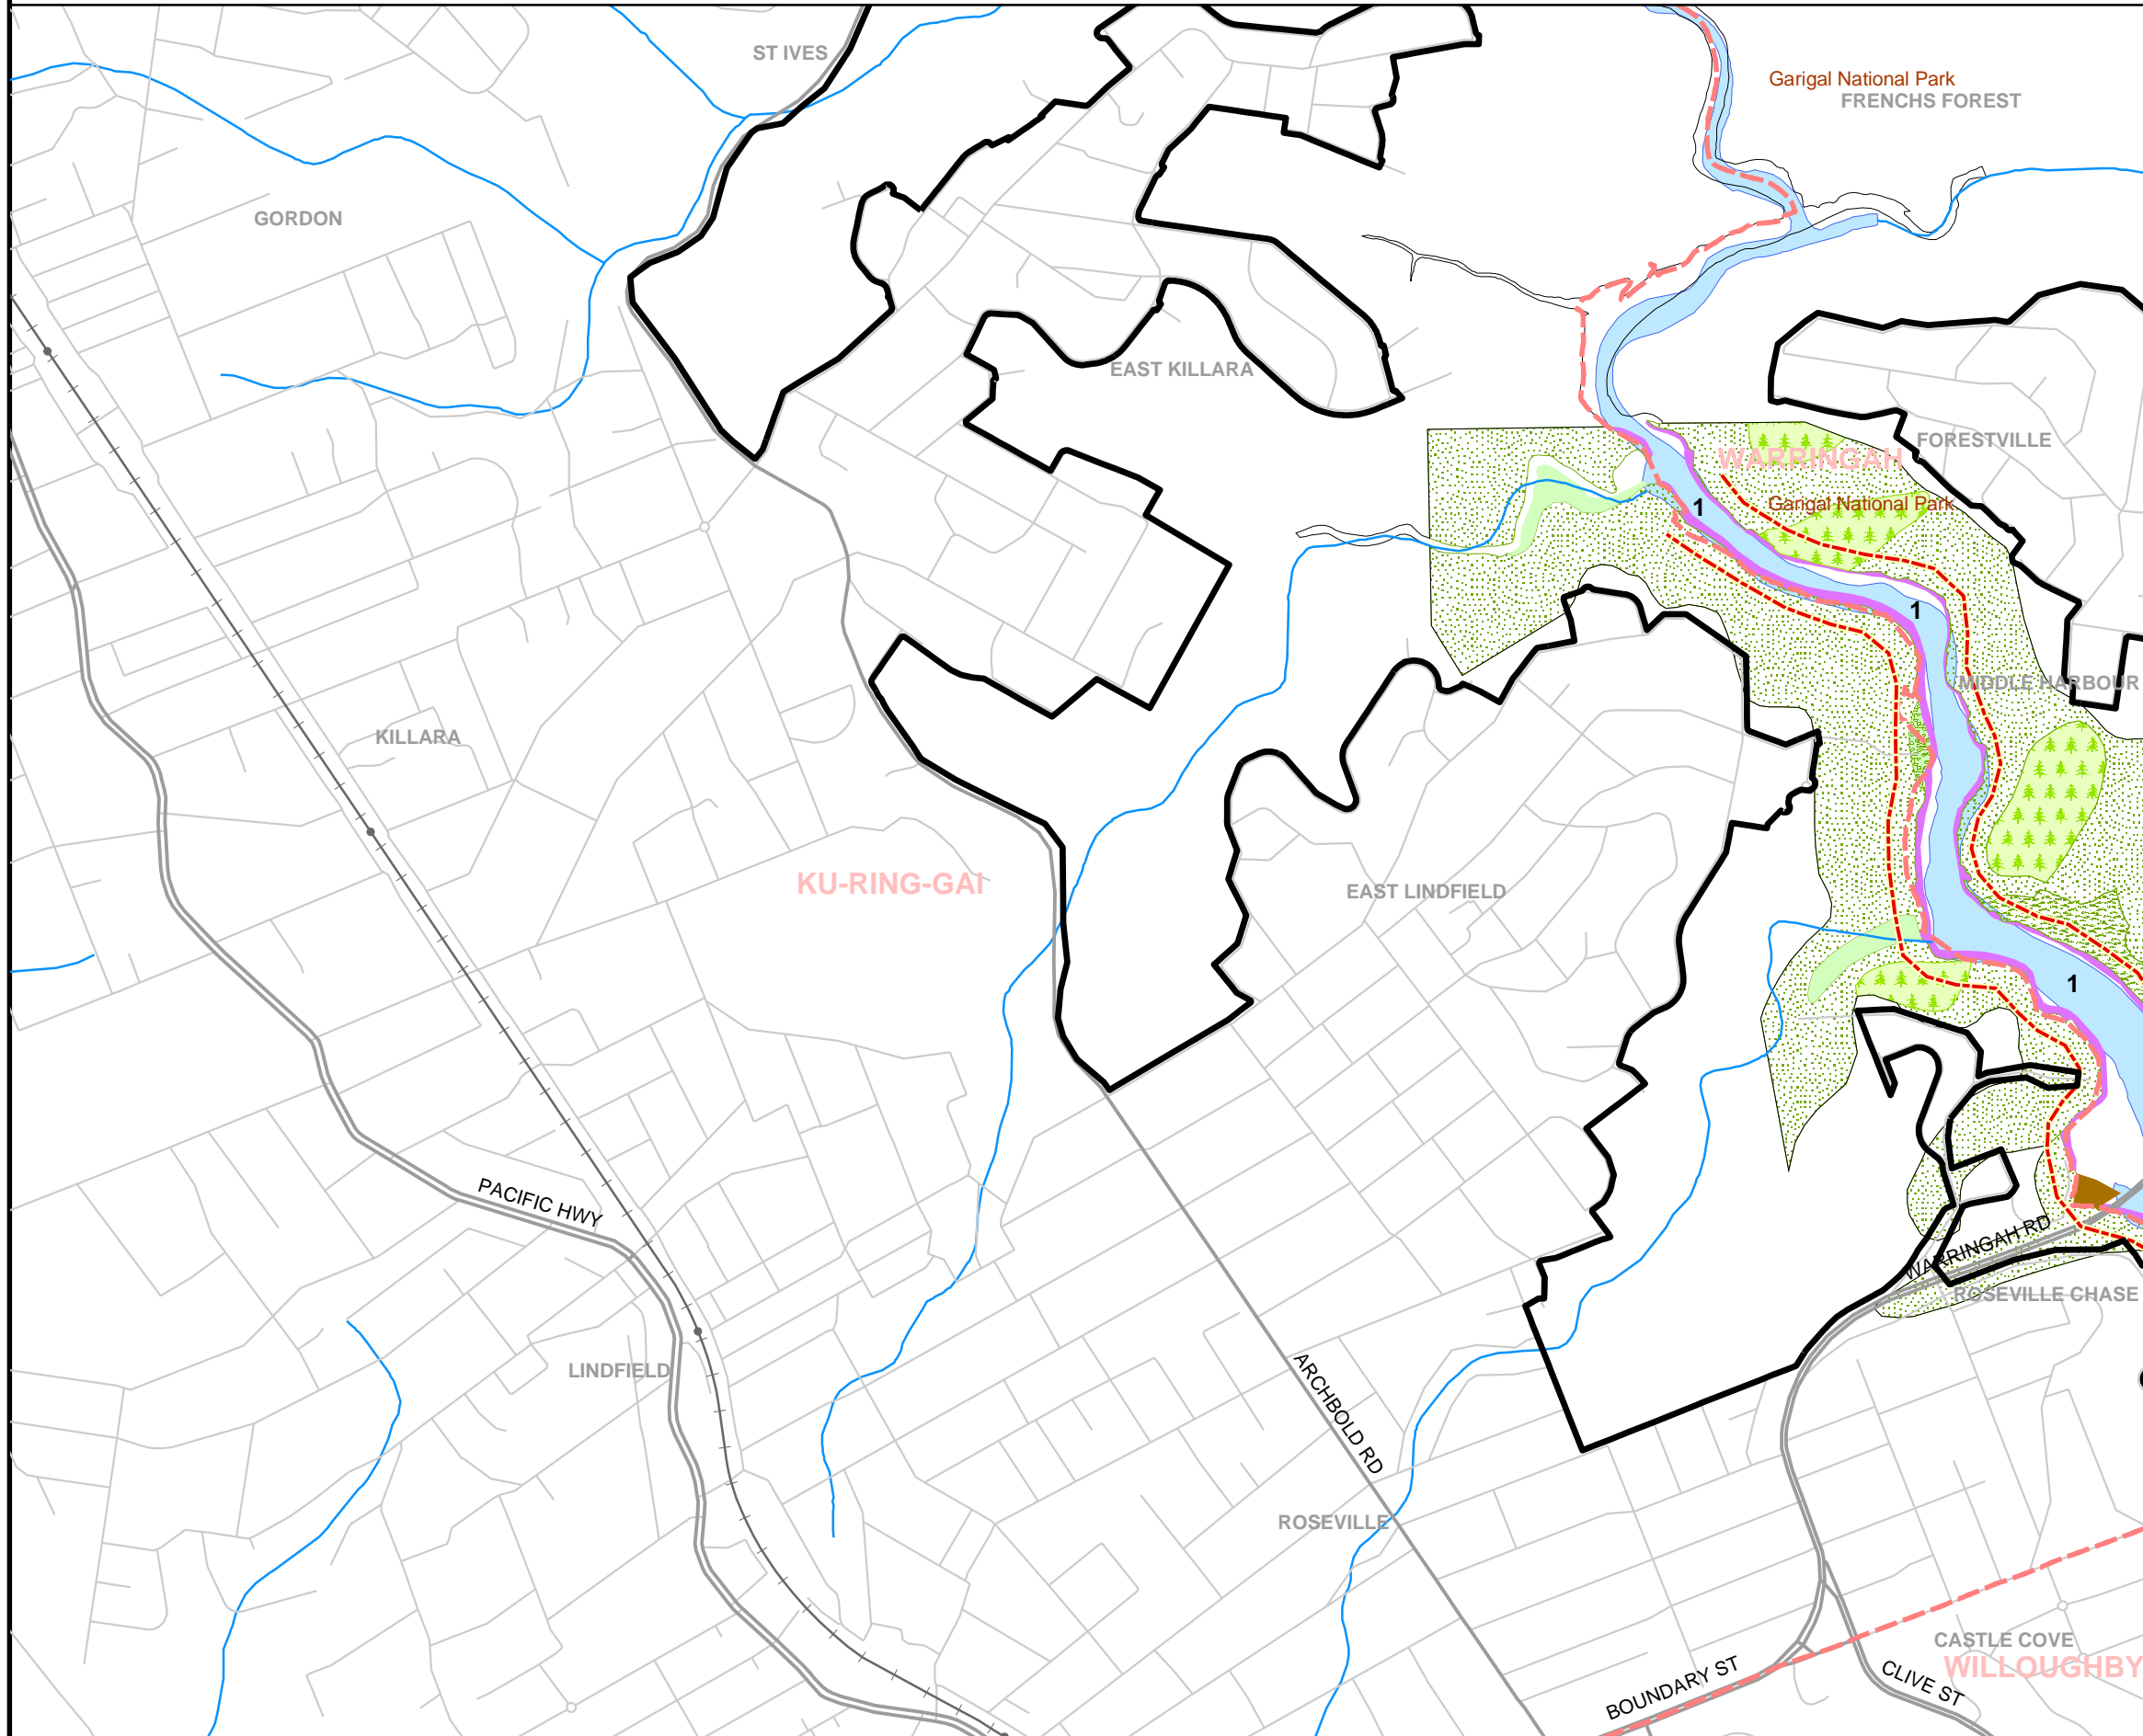 ST IVES
Garigal National Park
FRENCHS FOREST
GORDON
EAST KILLARA
FORESTVILLE
WARRINGAH
Garigal National Park
1
1
MIDDLE HARBOUR
KILLARA
KU-RING-GAI
EAST LINDFIELD
1
PACIFIC HWY
WARRINGAH RD
ROSEVILLE CHASE
LINDFIELD
ARCHBOLD RD
ROSEVILLE
CASTLE COVE
WILLOUGHBY
BOUNDARY ST
CLIVE ST